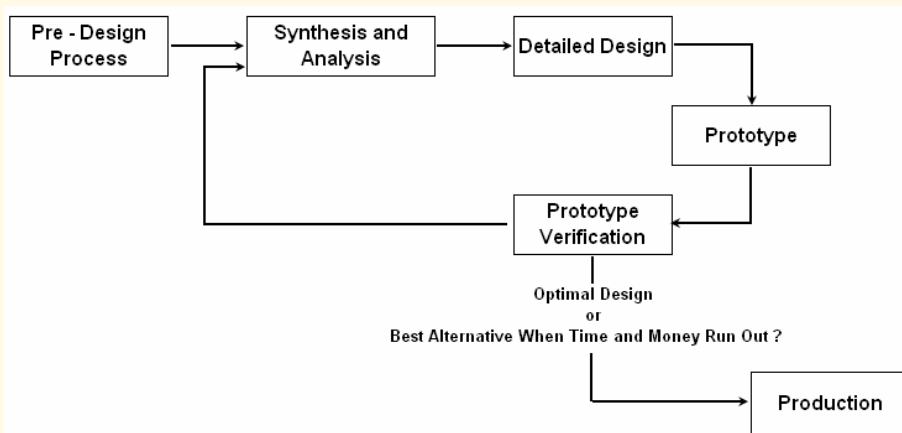 Pre - Design
Process
Synthesis and
Analysis
Detailed Design
Prototype
Prototype
Verification
Optimal Design
or
Best Alternative When Time and Money Run Out ?
Production